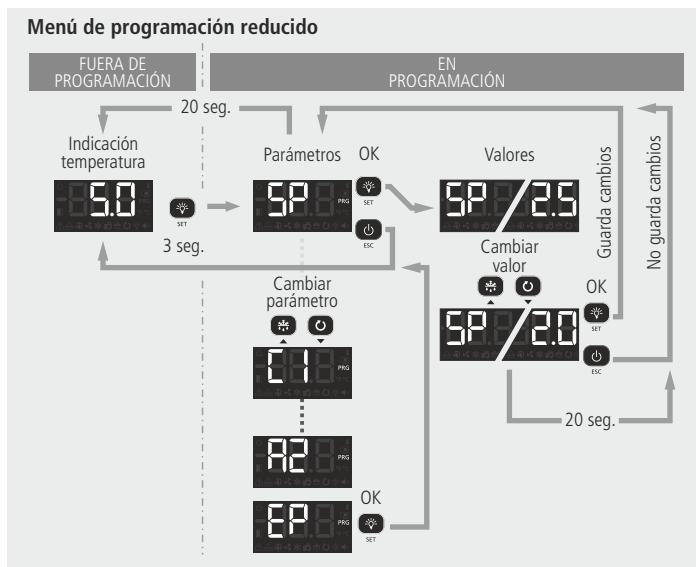 Menú de programación reducido
FUERA DE
PROGRAMACIÓN
EN
PROGRAMACIÓN
20 seg.
Indicación
temperatura
5.0
SET
3 seg.
Parámetros
OK
SP
PRG
SET
ESC
Valores
SP / 2.5
Cambiar
valor
SP / 2.0
OK
SET
ESC
Guarda cambios
No guarda cambios
20 seg.
Cambiar
parámetro
C1
PRG
A2
PRG
EP
PRG
OK
SET